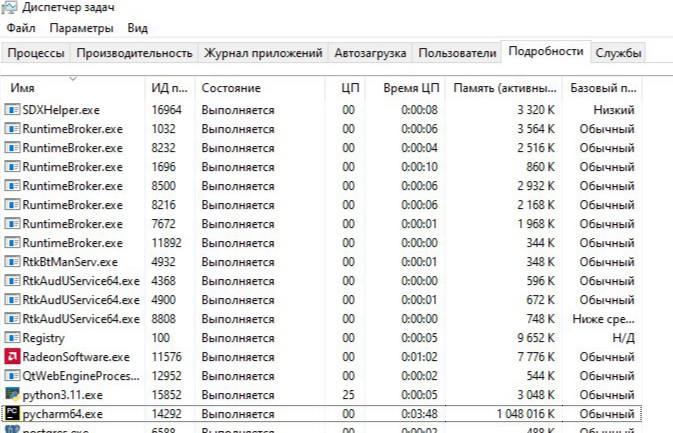 Диспетчер задач
Файл Параметры Вид
Процессы Производительность Журнал приложений Автозагрузка Пользователи Подробности Службы
Имя ИД п... Состояние ЦП Время ЦП Память (активны... Базовый п...
SDXHelper.exe 16964 Выполняется 00 0:00:08 3 320 K Низкий
RuntimeBroker.exe 1032 Выполняется 00 0:00:06 3 564 K Обычный
RuntimeBroker.exe 8232 Выполняется 00 0:00:04 2 516 K Обычный
RuntimeBroker.exe 1696 Выполняется 00 0:00:10 860 K Обычный
RuntimeBroker.exe 8500 Выполняется 00 0:00:06 2 932 K Обычный
RuntimeBroker.exe 8216 Выполняется 00 0:00:06 2 168 K Обычный
RuntimeBroker.exe 7672 Выполняется 00 0:00:01 1 968 K Обычный
RuntimeBroker.exe 11892 Выполняется 00 0:00:00 344 K Обычный
RtkBtManServ.exe 4932 Выполняется 00 0:00:01 348 K Обычный
RtkAudUService64.exe 4368 Выполняется 00 0:00:00 596 K Обычный
RtkAudUService64.exe 4900 Выполняется 00 0:00:01 672 K Обычный
RtkAudUService64.exe 8808 Выполняется 00 0:00:00 748 K Ниже сре...
Registry 100 Выполняется 00 0:00:05 9 652 K Н/Д
RadeonSoftware.exe 11576 Выполняется 00 0:01:02 7 776 K Обычный
QtWebEngineProces... 12952 Выполняется 00 0:00:02 544 K Обычный
python3.11.exe 15852 Выполняется 25 0:00:05 3 048 K Обычный
PC pycharm64.exe 14292 Выполняется 00 0:03:48 1 048 016 K Обычный
postgres.exe 6588 Выполняется 00 0:00:02 488 K Обычный